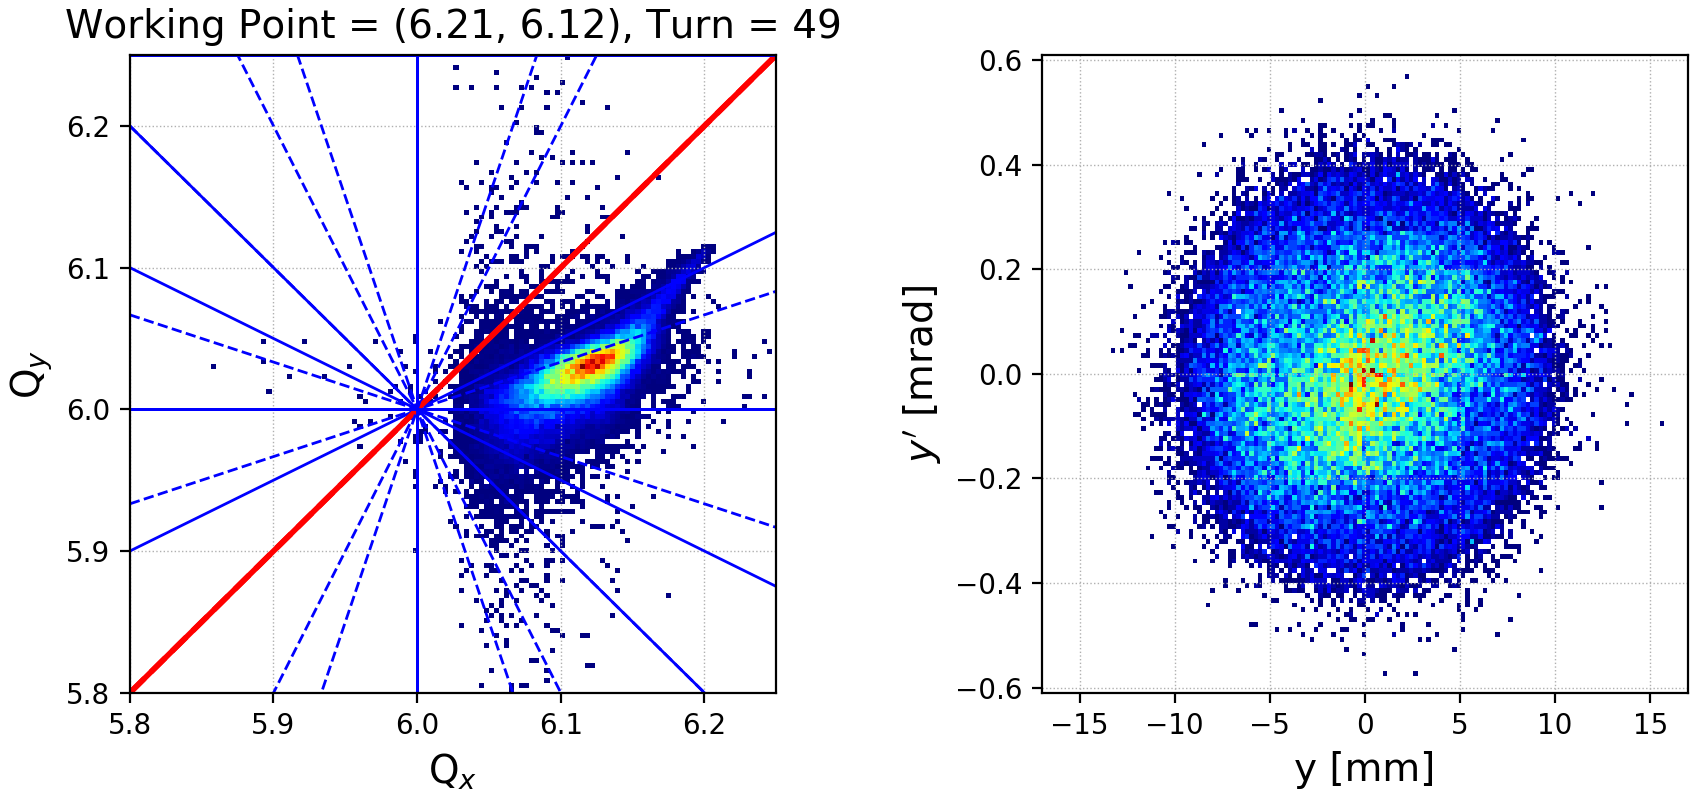 Working Point = (6.21, 6.12), Turn = 49
6.2
6.1
6.0
5.9
5.8
Qy
5.8 5.9 6.0 6.1 6.2
Qx
0.6
0.4
0.2
0.0
−0.2
−0.4
−0.6
y′ [mrad]
−15 −10 −5 0 5 10 15
y [mm]